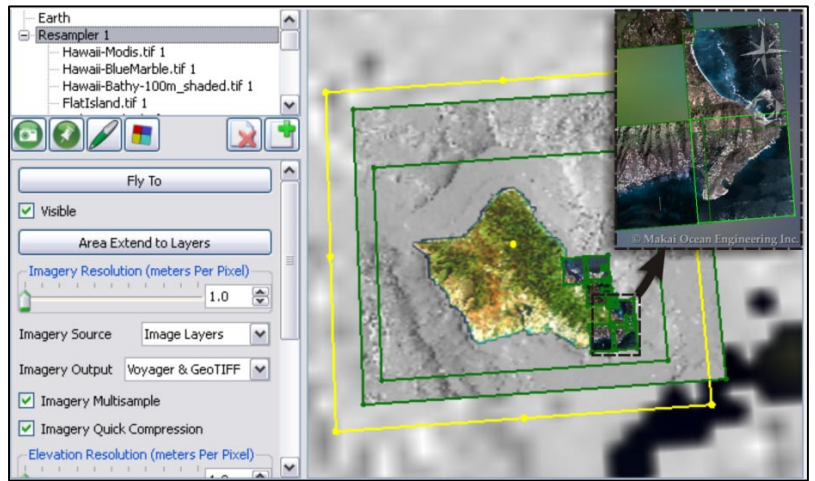 Earth
Resampler 1
Hawaii-Modis.tif 1
Hawaii-BlueMarble.tif 1
Hawaii-Bathy-100m_shaded.tif 1
FlatIsland.tif 1
Fly To
Visible
Area Extend to Layers
Imagery Resolution (meters Per Pixel)
1.0
Imagery Source Image Layers
Imagery Output Voyager & GeoTIFF
Imagery Multisample
Imagery Quick Compression
Elevation Resolution (meters Per Pixel)
N
© Makai Ocean Engineering Inc.